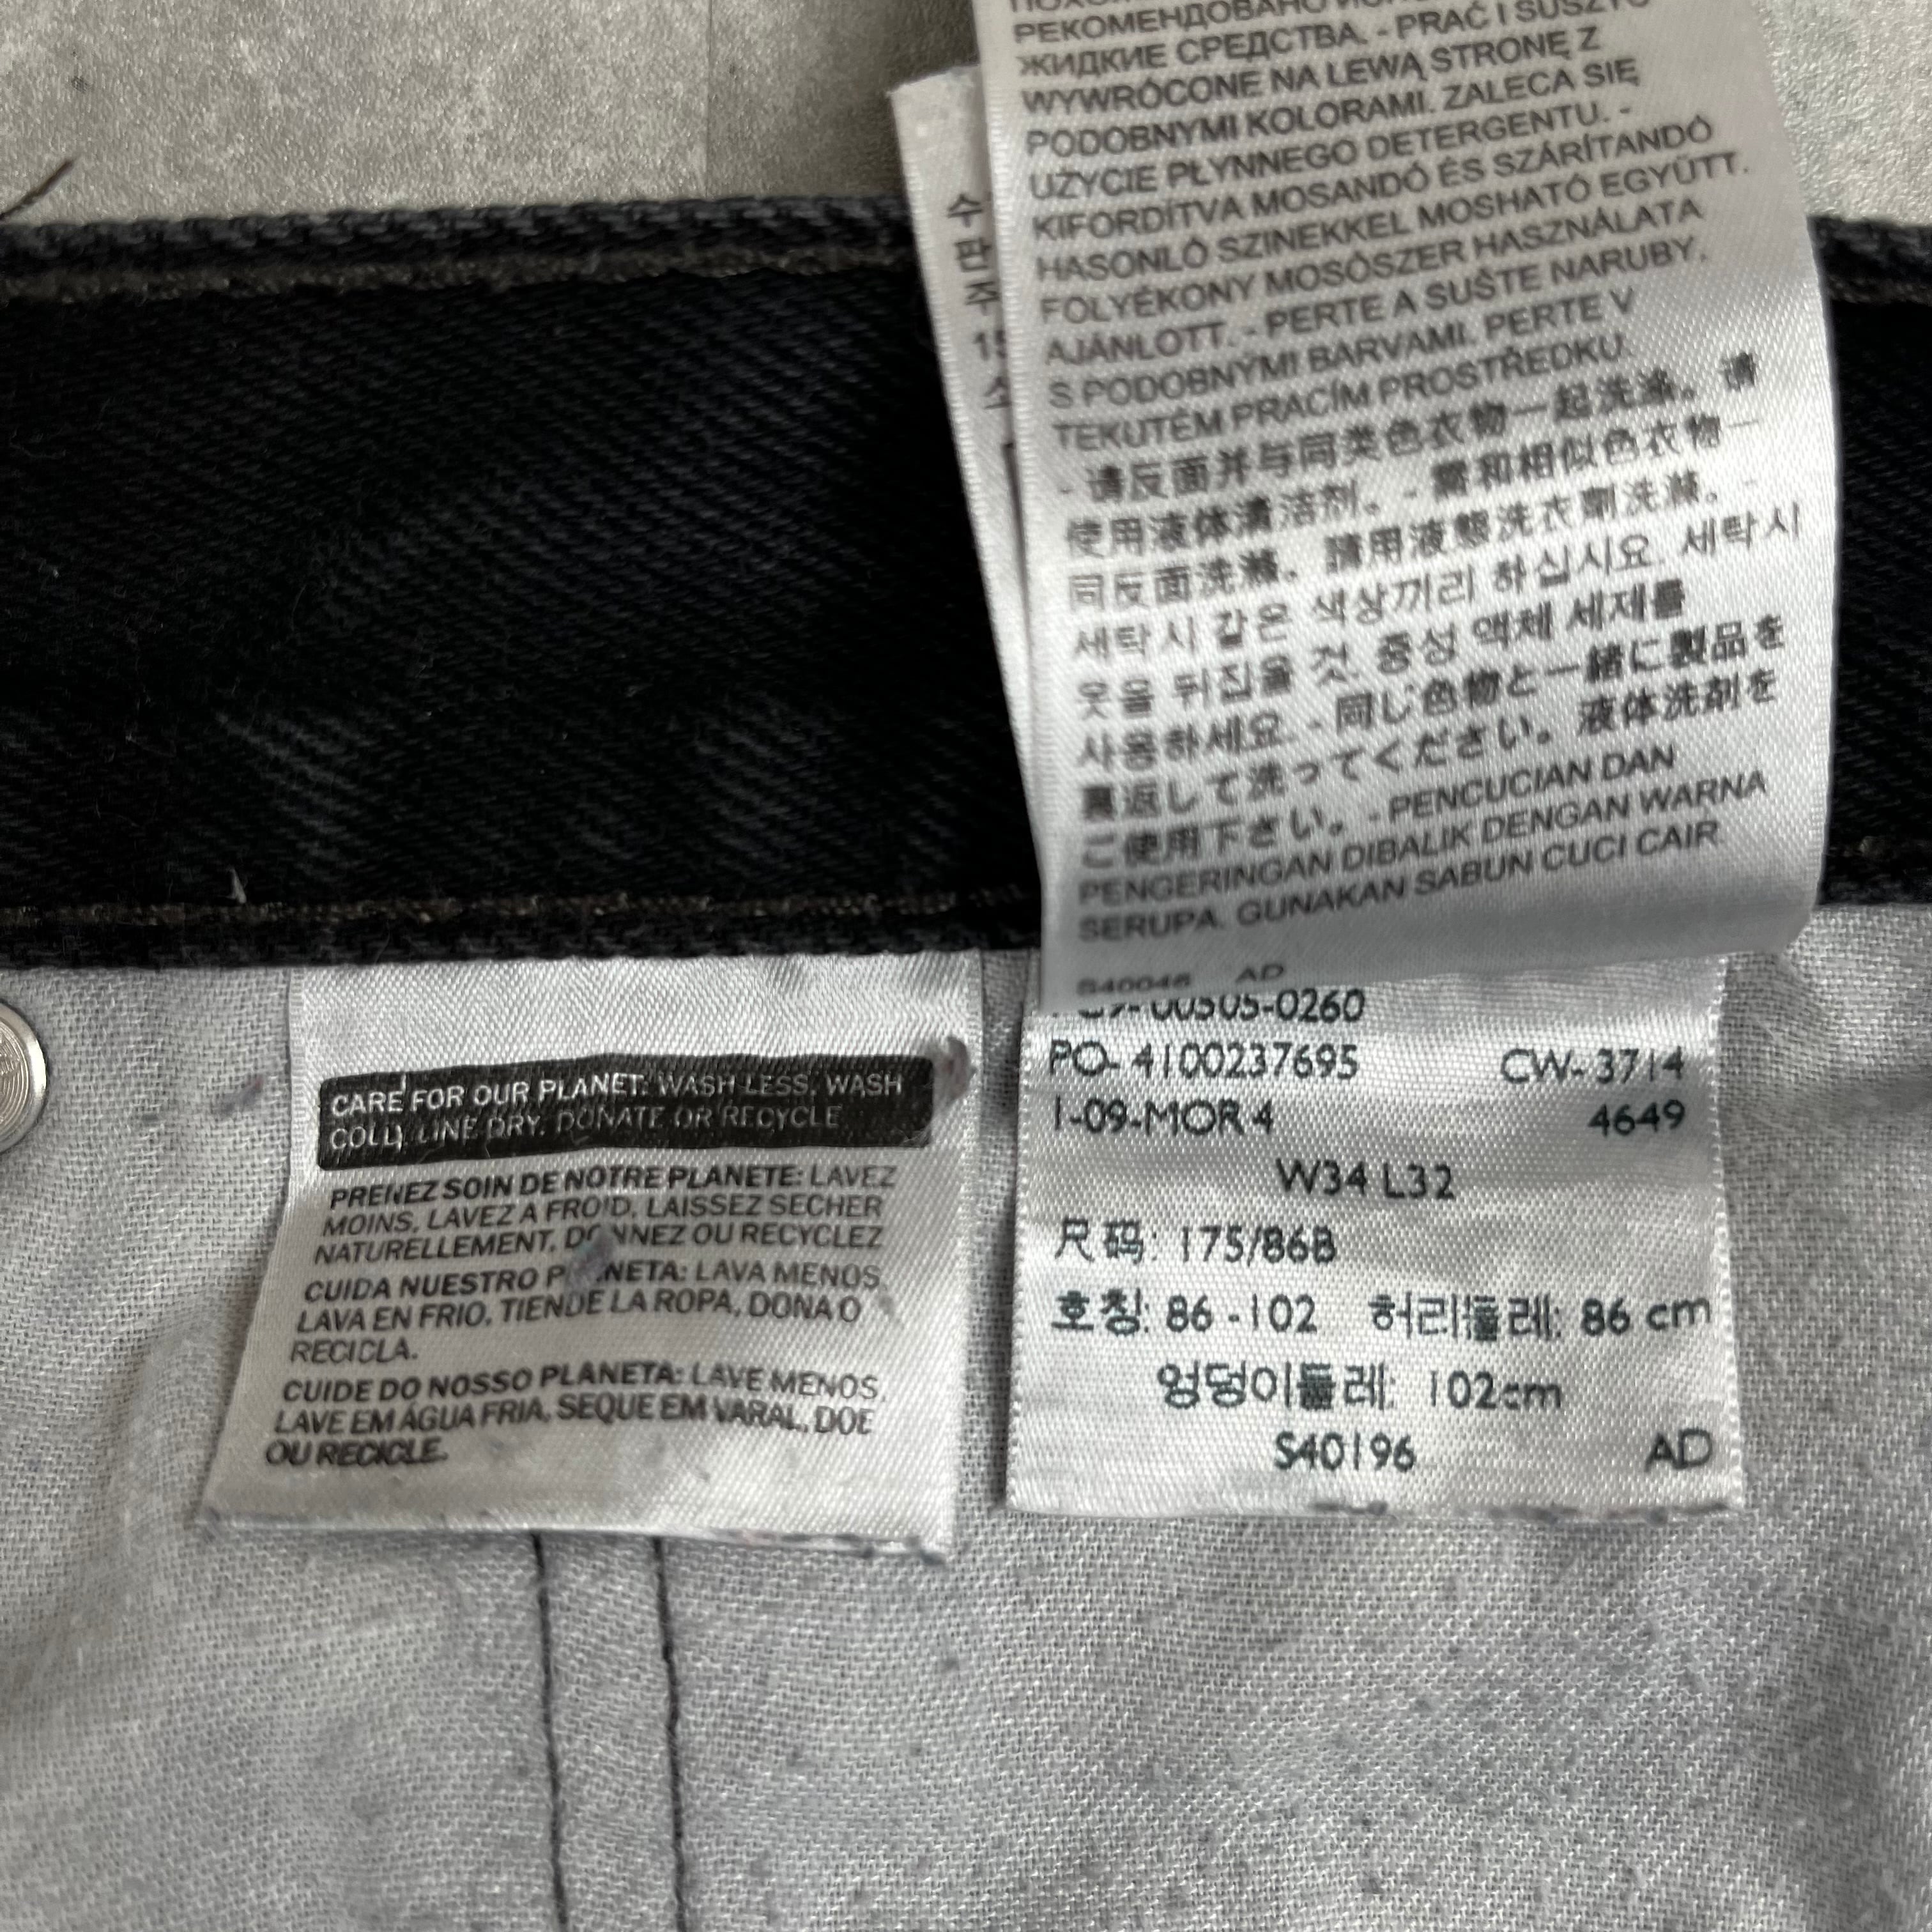 РЕКОМЕНДОВАНО
ЖИДКИЕ СРЕДСТВА. - PRAĆ I SUSZYĆ
WYWRÓCONE NA LEWĄ STRONĘ Z
PODOBNYMI KOLORAMI. ZALECA SIĘ
UŻYCIE PŁYNNEGO DETERGENTU. -
KIFORDÍTVA MOSANDÓ ÉS SZÁRÍTANDÓ
HASONLÓ SZINEKKEL MOSHATÓ EGYÜTT.
FOLYÉKONY MOSÓSZER HASZNÁLATA
AJÁNLOTT. - PERTE A SUŠTE NARUBY.
S PODOBNÝMI BARVAMI. PERTE V
TEKUTÉM PRACÍM PROSTŘEDKU.
- 请反面并与同类色衣物一起洗滌。请
使用液体清洁剂。- 需和相似色衣物一
同反面洗滌。請用液態洗衣劑洗滌。-
세탁시 같은 색상끼리 하십시요. 세탁시
옷을 뒤집을 것. 중성 액체 세제를
사용하세요. - 同じ色物と一緒に製品を
裏返して洗ってください。液体洗剤を
ご使用下さい。- PENCUCIAN DAN
PENGERINGAN DIBALIK DENGAN WARNA
SERUPA. GUNAKAN SABUN CUCI CAIR.
AD
수
판
주
CARE FOR OUR PLANET: WASH LESS, WASH
COLD, LINE DRY, DONATE OR RECYCLE
PRENEZ SOIN DE NOTRE PLANETE: LAVEZ
MOINS, LAVEZ A FROID, LAISSEZ SECHER
NATURELLEMENT, DONNEZ OU RECYCLEZ
CUIDA NUESTRO PLANETA: LAVA MENOS,
LAVA EN FRIO, TIENDE LA ROPA, DONA O
RECICLA.
CUIDE DO NOSSO PLANETA: LAVE MENOS,
LAVE EM ÁGUA FRIA, SEQUE EM VARAL, DOE
OU RECICLE.
00505-0260
PO- 4100237695 CW- 3714
1-09-MOR 4 4649
W34 L32
尺码: 175/86B
호칭: 86 -102 허리둘레: 86 cm
엉덩이둘레: 102cm
S40196 AD